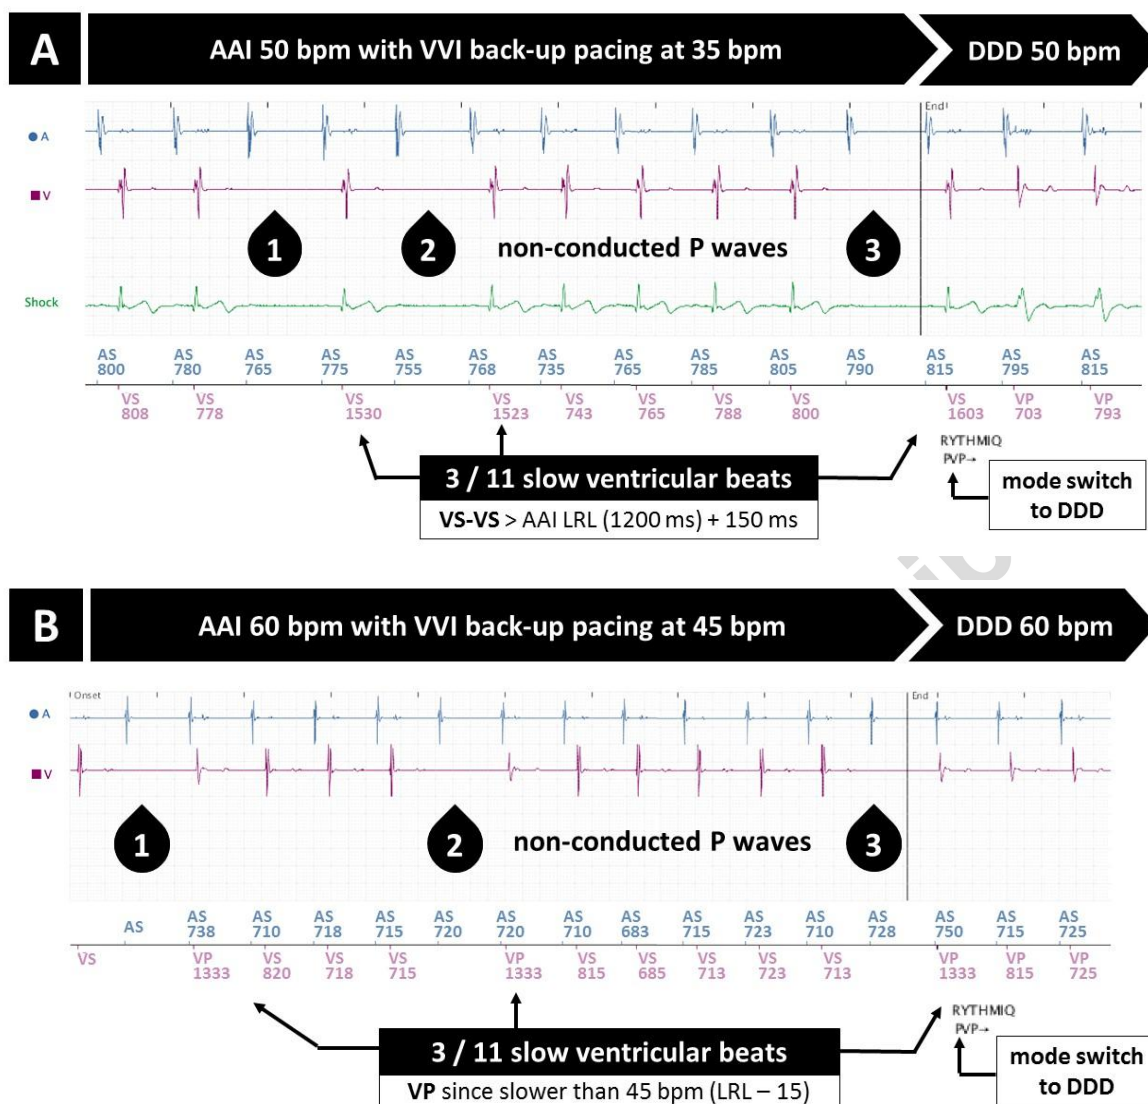 A
AAI 50 bpm with VVI back-up pacing at 35 bpm
DDD 50 bpm
End
A
V
1
2
non-conducted P waves
3
Shock
AS AS AS AS AS AS AS AS AS AS AS AS AS AS
800 780 765 775 755 768 735 765 785 805 790 815 795 815
VS VS VS VS VS VS VS VS VS VP VP
808 778 1530 1523 743 765 788 800 1603 703 793
RYTHMIQ
PVP→
3 / 11 slow ventricular beats
VS-VS > AAI LRL (1200 ms) + 150 ms
mode switch
to DDD
B
AAI 60 bpm with VVI back-up pacing at 45 bpm
DDD 60 bpm
Onset
End
A
V
1
2
non-conducted P waves
3
AS AS AS AS AS AS AS AS AS AS AS AS AS AS AS AS
738 710 718 715 720 720 710 683 715 723 710 728 750 715 725
VS VP VS VS VS VP VS VS VS VS VS VP VP VP
1333 820 718 715 1333 815 685 713 723 713 1333 815 725
RYTHMIQ
PVP→
3 / 11 slow ventricular beats
VP since slower than 45 bpm (LRL – 15)
mode switch
to DDD